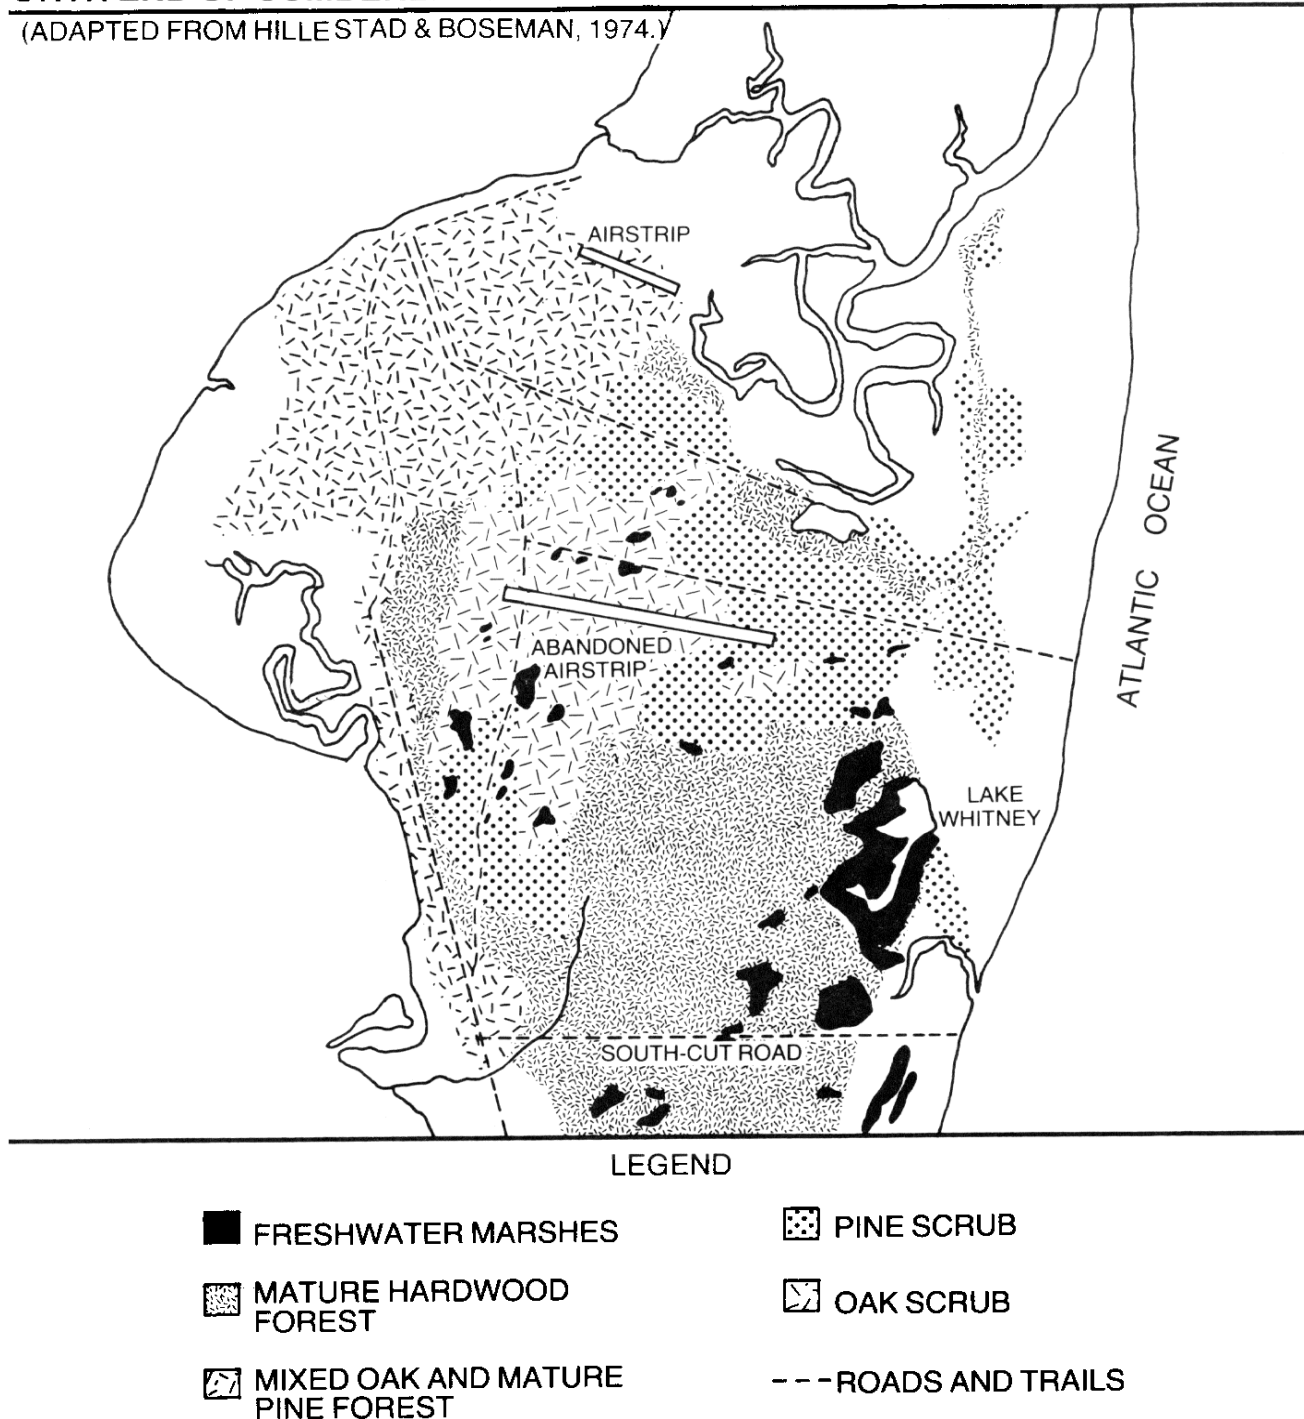 (ADAPTED FROM HILLESTAD & BOSEMAN, 1974.)
AIRSTRIP
ATLANTIC OCEAN
ABANDONED
AIRSTRIP
LAKE
WHITNEY
SOUTH-CUT ROAD
LEGEND
FRESHWATER MARSHES
MATURE HARDWOOD
FOREST
MIXED OAK AND MATURE
PINE FOREST
PINE SCRUB
OAK SCRUB
ROADS AND TRAILS